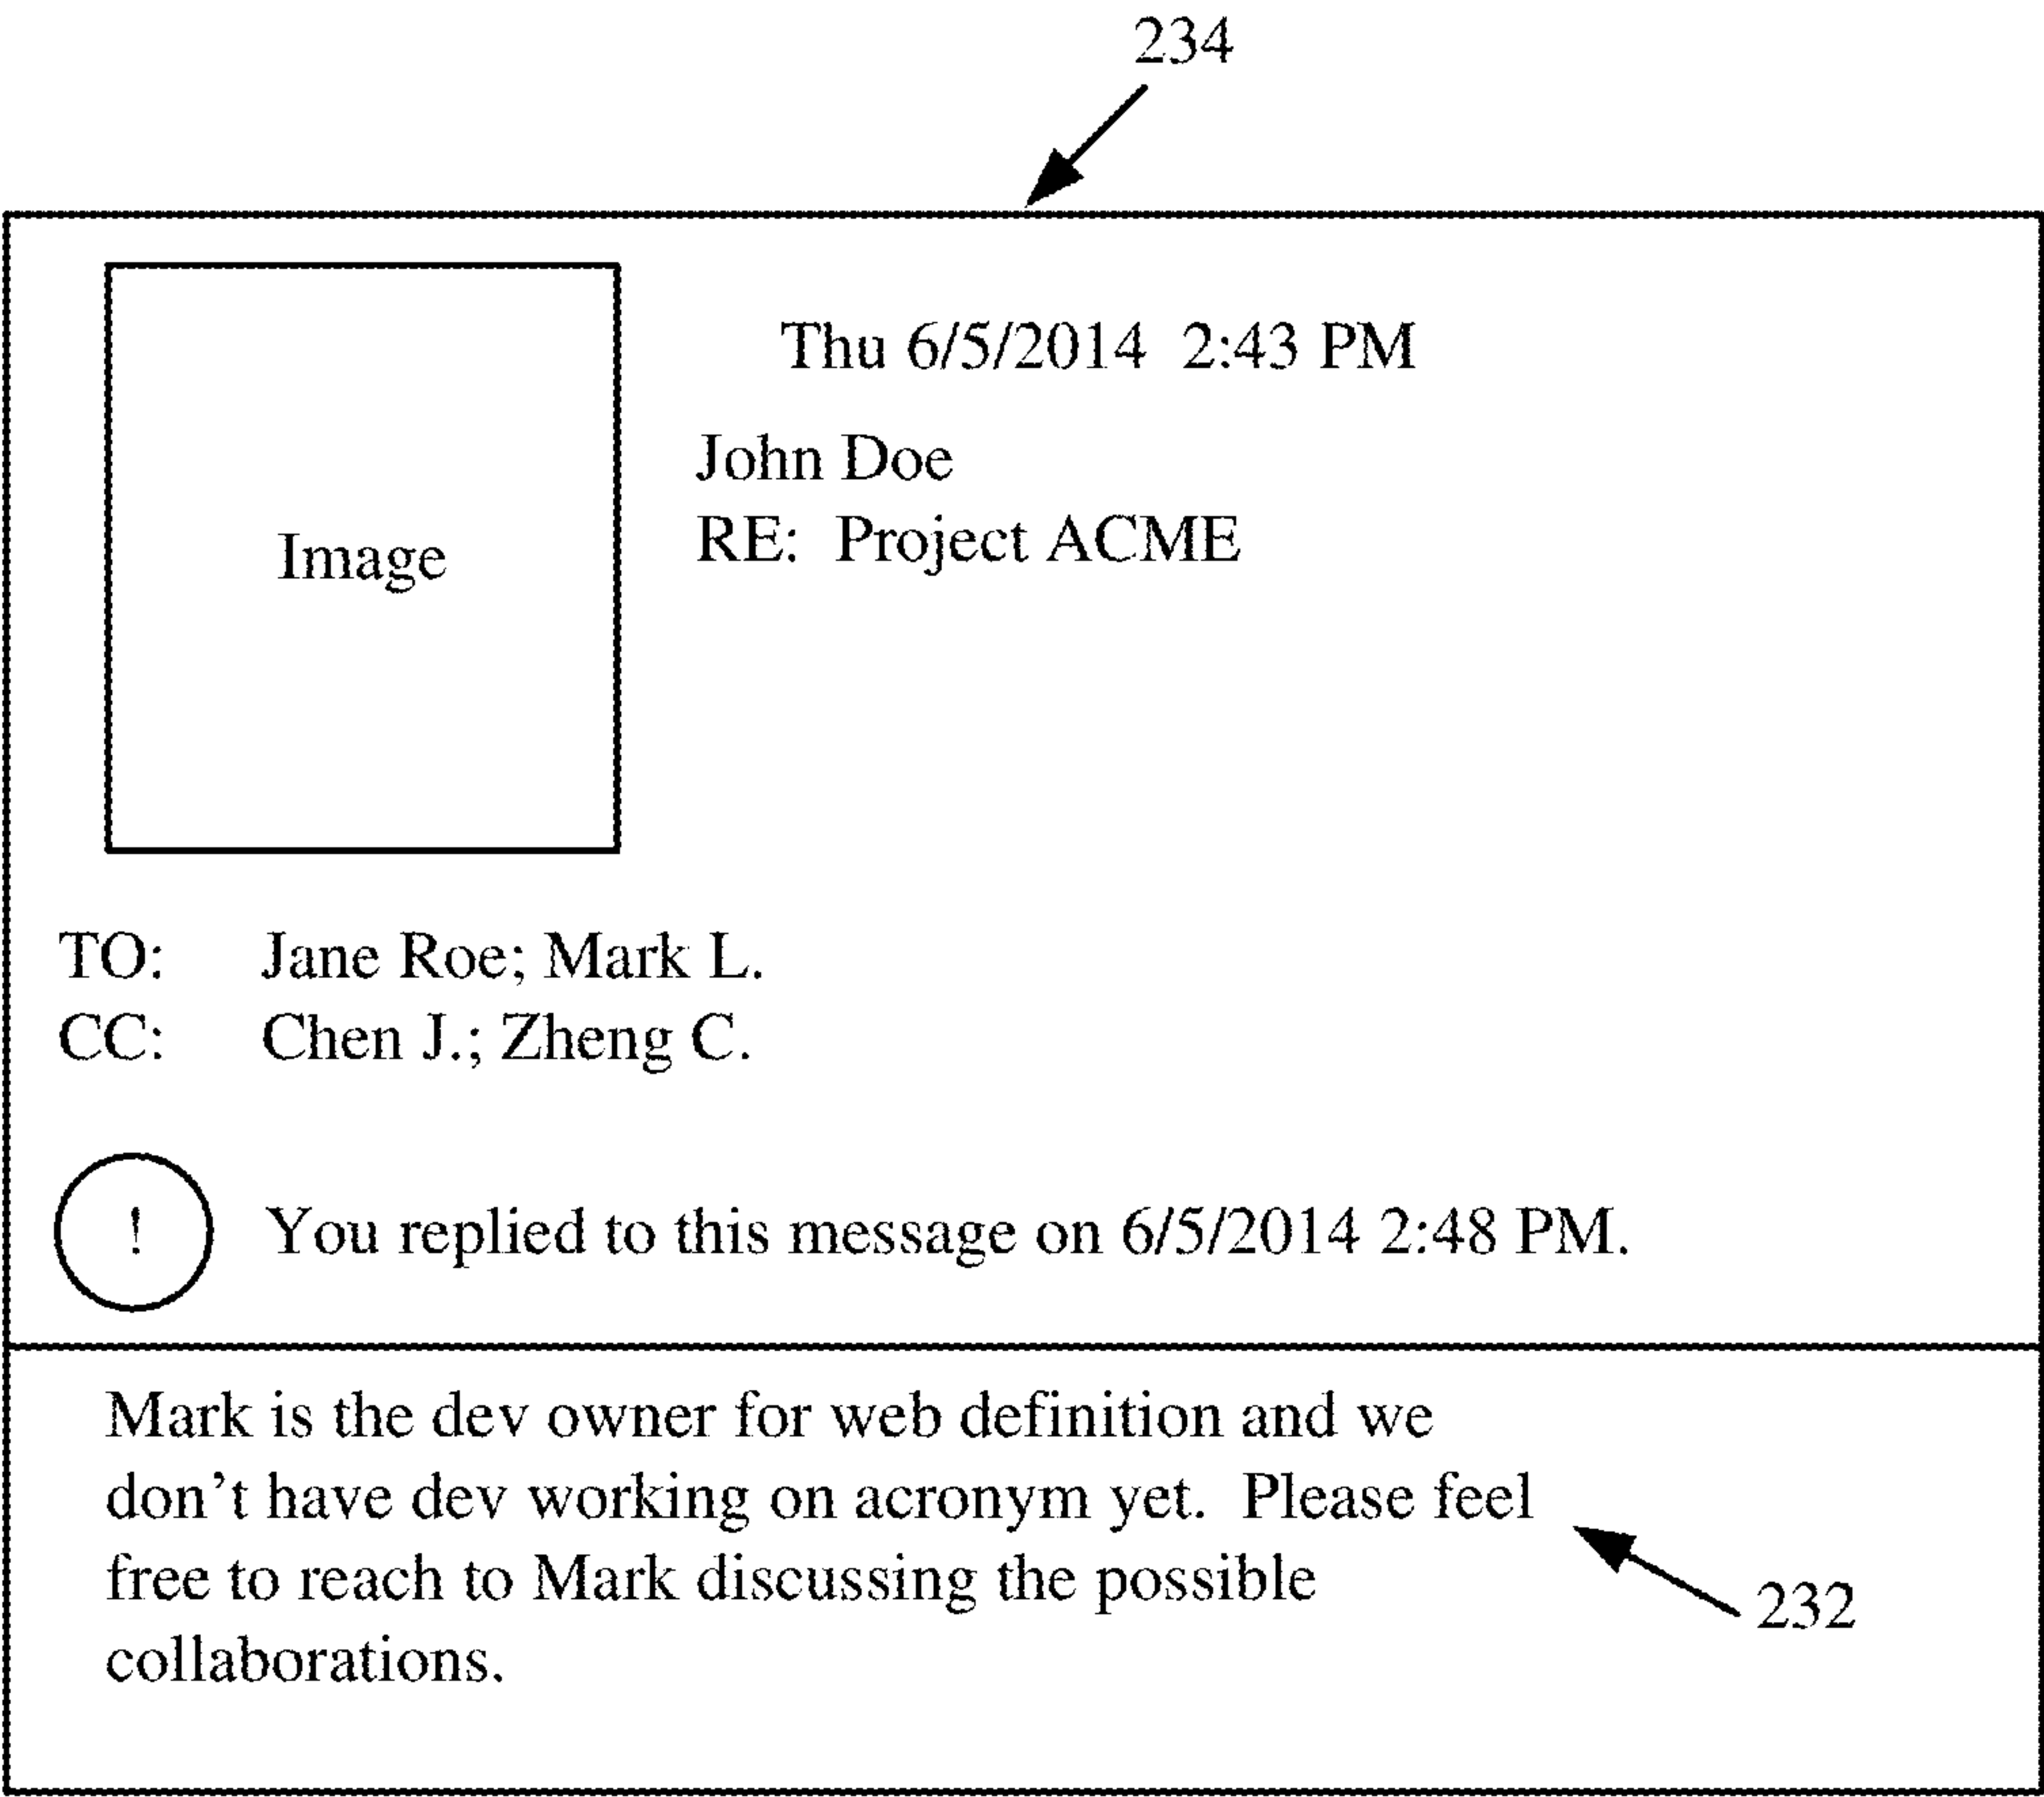 234
Thu 6/5/2014 2:43 PM
John Doe
RE: Project ACME
Image
TO: Jane Roe; Mark L.
CC: Chen J.; Zheng C.
! You replied to this message on 6/5/2014 2:48 PM.
Mark is the dev owner for web definition and we
don't have dev working on acronym yet. Please feel
free to reach to Mark discussing the possible
collaborations.
232